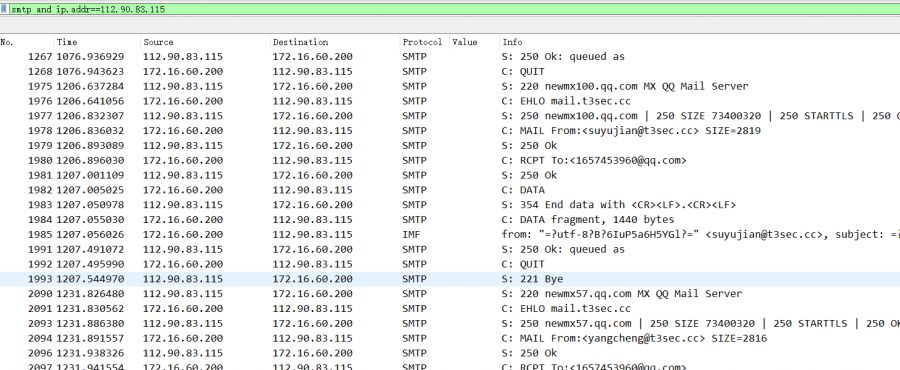 smtp and ip.addr==112.90.83.115
No. Time Source Destination Protocol Value Info
1267 1076.936929 112.90.83.115 172.16.60.200 SMTP S: 250 Ok: queued as
1268 1076.943623 172.16.60.200 112.90.83.115 SMTP C: QUIT
1975 1206.637284 112.90.83.115 172.16.60.200 SMTP S: 220 newmx100.qq.com MX QQ Mail Server
1976 1206.641056 172.16.60.200 112.90.83.115 SMTP C: EHLO mail.t3sec.cc
1977 1206.832307 112.90.83.115 172.16.60.200 SMTP S: 250 newmx100.qq.com | 250 SIZE 73400320 | 250 STARTTLS | 250
1978 1206.836032 172.16.60.200 112.90.83.115 SMTP C: MAIL From:<suyujian@t3sec.cc> SIZE=2819
1979 1206.893089 112.90.83.115 172.16.60.200 SMTP S: 250 Ok
1980 1206.896030 172.16.60.200 112.90.83.115 SMTP C: RCPT To:<1657453960@qq.com>
1981 1207.001109 112.90.83.115 172.16.60.200 SMTP S: 250 Ok
1982 1207.005025 172.16.60.200 112.90.83.115 SMTP C: DATA
1983 1207.050978 112.90.83.115 172.16.60.200 SMTP S: 354 End data with <CR><LF>.<CR><LF>
1984 1207.055030 172.16.60.200 112.90.83.115 SMTP C: DATA fragment, 1440 bytes
1985 1207.056026 172.16.60.200 112.90.83.115 IMF from: "=?utf-8?B?6IuP5a6H5YGl?=" <suyujian@t3sec.cc>, subject: =?
1991 1207.491072 112.90.83.115 172.16.60.200 SMTP S: 250 Ok: queued as
1992 1207.495990 172.16.60.200 112.90.83.115 SMTP C: QUIT
1993 1207.544970 112.90.83.115 172.16.60.200 SMTP S: 221 Bye
2090 1231.826480 112.90.83.115 172.16.60.200 SMTP S: 220 newmx57.qq.com MX QQ Mail Server
2091 1231.830562 172.16.60.200 112.90.83.115 SMTP C: EHLO mail.t3sec.cc
2093 1231.886380 112.90.83.115 172.16.60.200 SMTP S: 250 newmx57.qq.com | 250 SIZE 73400320 | 250 STARTTLS | 250 OK
2094 1231.891557 172.16.60.200 112.90.83.115 SMTP C: MAIL From:<yangcheng@t3sec.cc> SIZE=2816
2096 1231.938326 112.90.83.115 172.16.60.200 SMTP S: 250 Ok
2097 1231.941554 172.16.60.200 112.90.83.115 SMTP C: RCPT To:<1657453960@qq.com>